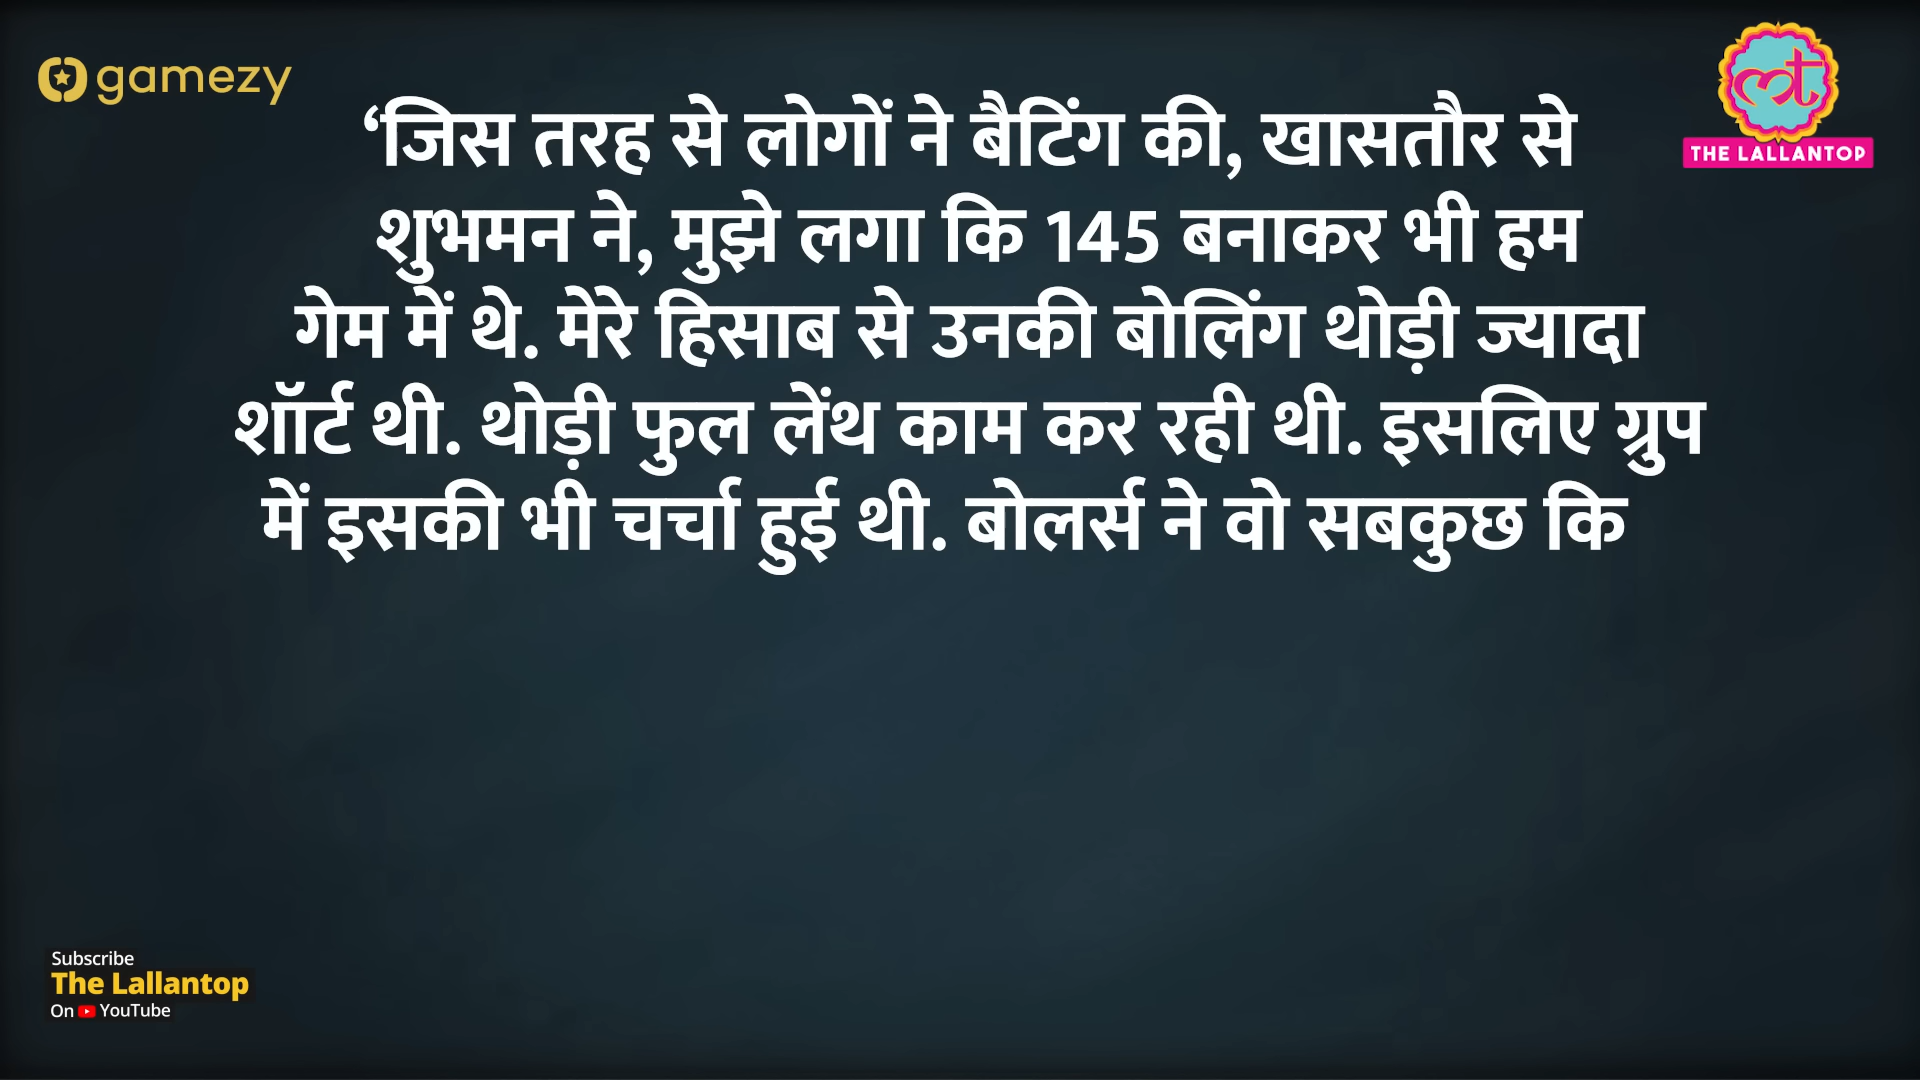 gamezy
THE LALLANTOP
‘जिस तरह से लोगों ने बैटिंग की, खासतौर से
शुभमन ने, मुझे लगा कि 145 बनाकर भी हम
गेम में थे. मेरे हिसाब से उनकी बोलिंग थोड़ी ज्यादा
शॉर्ट थी. थोड़ी फुल लेंथ काम कर रही थी. इसलिए ग्रुप
में इसकी भी चर्चा हुई थी. बोलर्स ने वो सबकुछ कि
Subscribe
The Lallantop
On YouTube